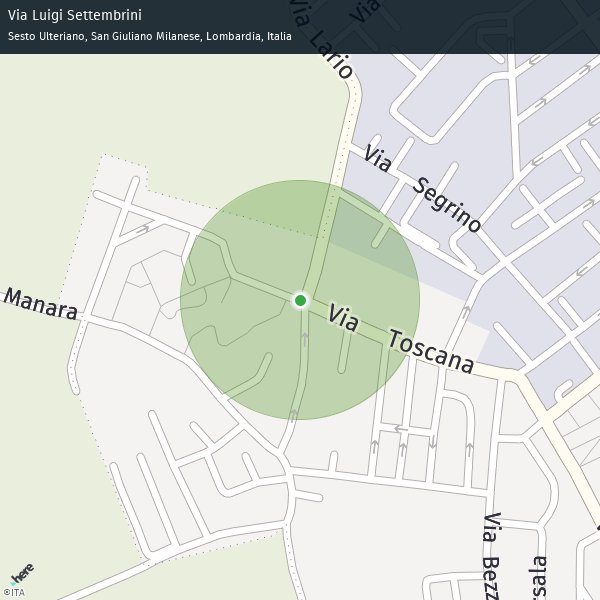 Via Luigi Settembrini
Sesto Ulteriano, San Giuliano Milanese, Lombardia, Italia
Via Lario
Via
Via Segrino
Manara
Via Toscana
Via Bezz
rsala
here
©ITA